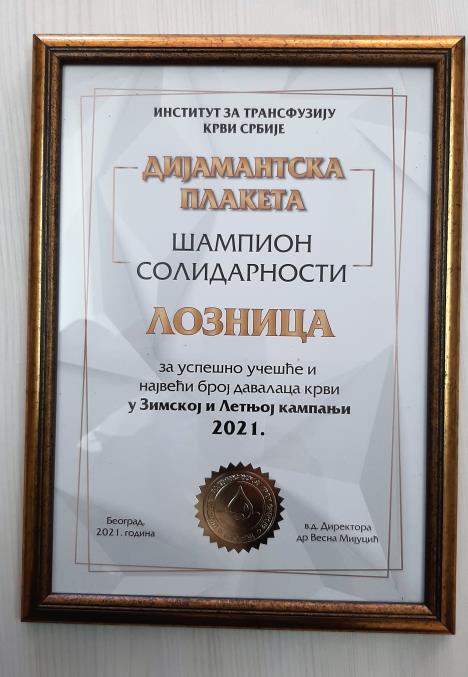 ИНСТИТУТ ЗА ТРАНСФУЗИЈУ
КРВИ СРБИЈЕ
ДИЈАМАНТСКА
ПЛАКЕТА
ШАМПИОН
СОЛИДАРНОСТИ
ЛОЗНИЦА
за успешно учешће и
највећи број давалаца крви
у Зимској и Летњој кампањи
2021.
Београд,
2021. година
в.д. Директора
др Весна Мијуцић